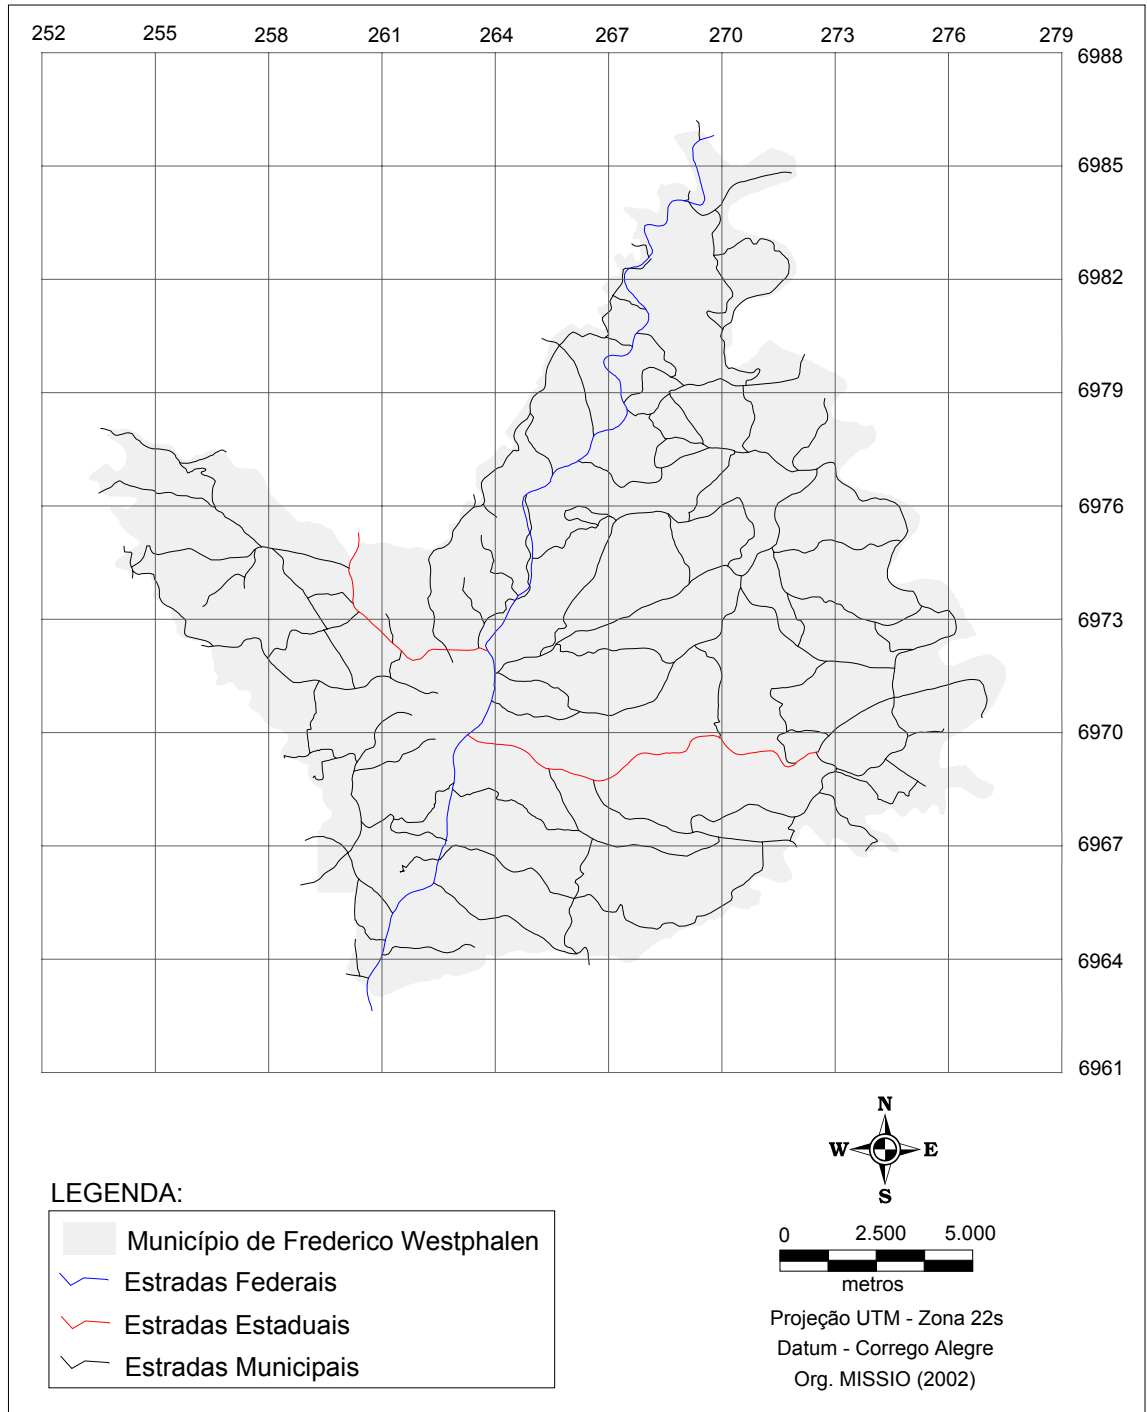 252 255 258 261 264 267 270 273 276 279
6988
6985
6982
6979
6976
6973
6970
6967
6964
6961
N
W E
S
LEGENDA:
Município de Frederico Westphalen
Estradas Federais
Estradas Estaduais
Estradas Municipais
0 2.500 5.000
metros
Projeção UTM - Zona 22s
Datum - Corrego Alegre
Org. MISSIO (2002)